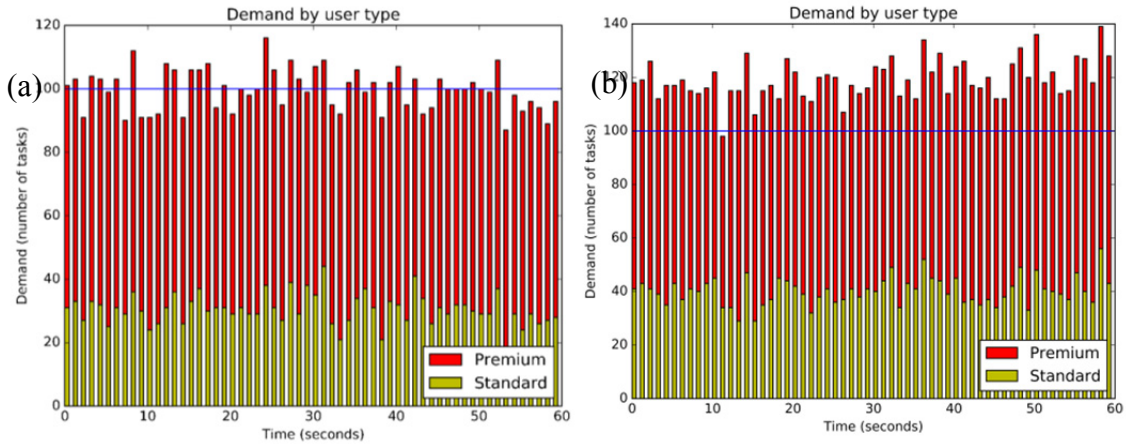 Demand by user type
(a)
Demand (number of tasks)
120
100
80
60
40
20
0
0 10 20 30 40 50 60
Time (seconds)
Premium
Standard
Demand by user type
(b)
Demand (number of tasks)
140
120
100
80
60
40
20
0
0 10 20 30 40 50 60
Time (seconds)
Premium
Standard